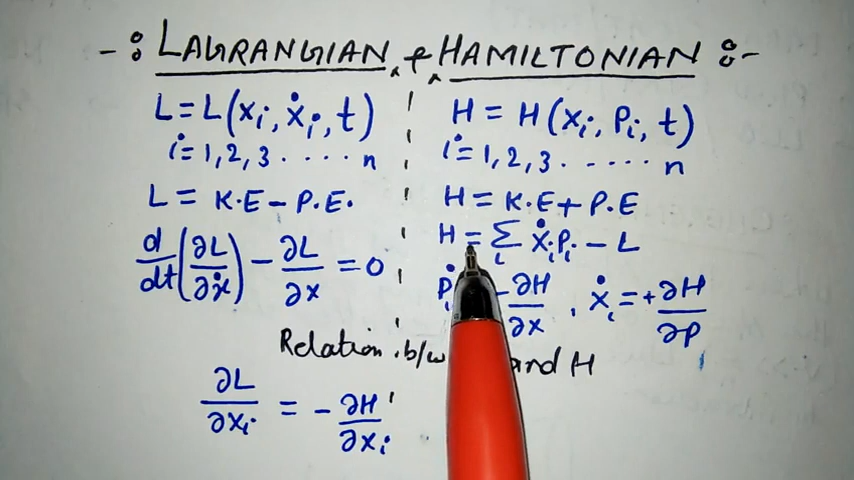 -: LAGRANGIAN & HAMILTONIAN :-
L = L(xᵢ, ẋᵢ, t)
i = 1, 2, 3 ..... n
L = K.E - P.E.
d/dt(∂L/∂ẋ) - ∂L/∂x = 0
H = H(xᵢ, Pᵢ, t)
i = 1, 2, 3 ...... n
H = K.E + P.E
H = Σᵢ ẋᵢPᵢ - L
Ṗᵢ - ∂H/∂x , ẋᵢ = + ∂H/∂P
Relation b/w and H
∂L/∂xᵢ = - ∂H/∂xᵢ